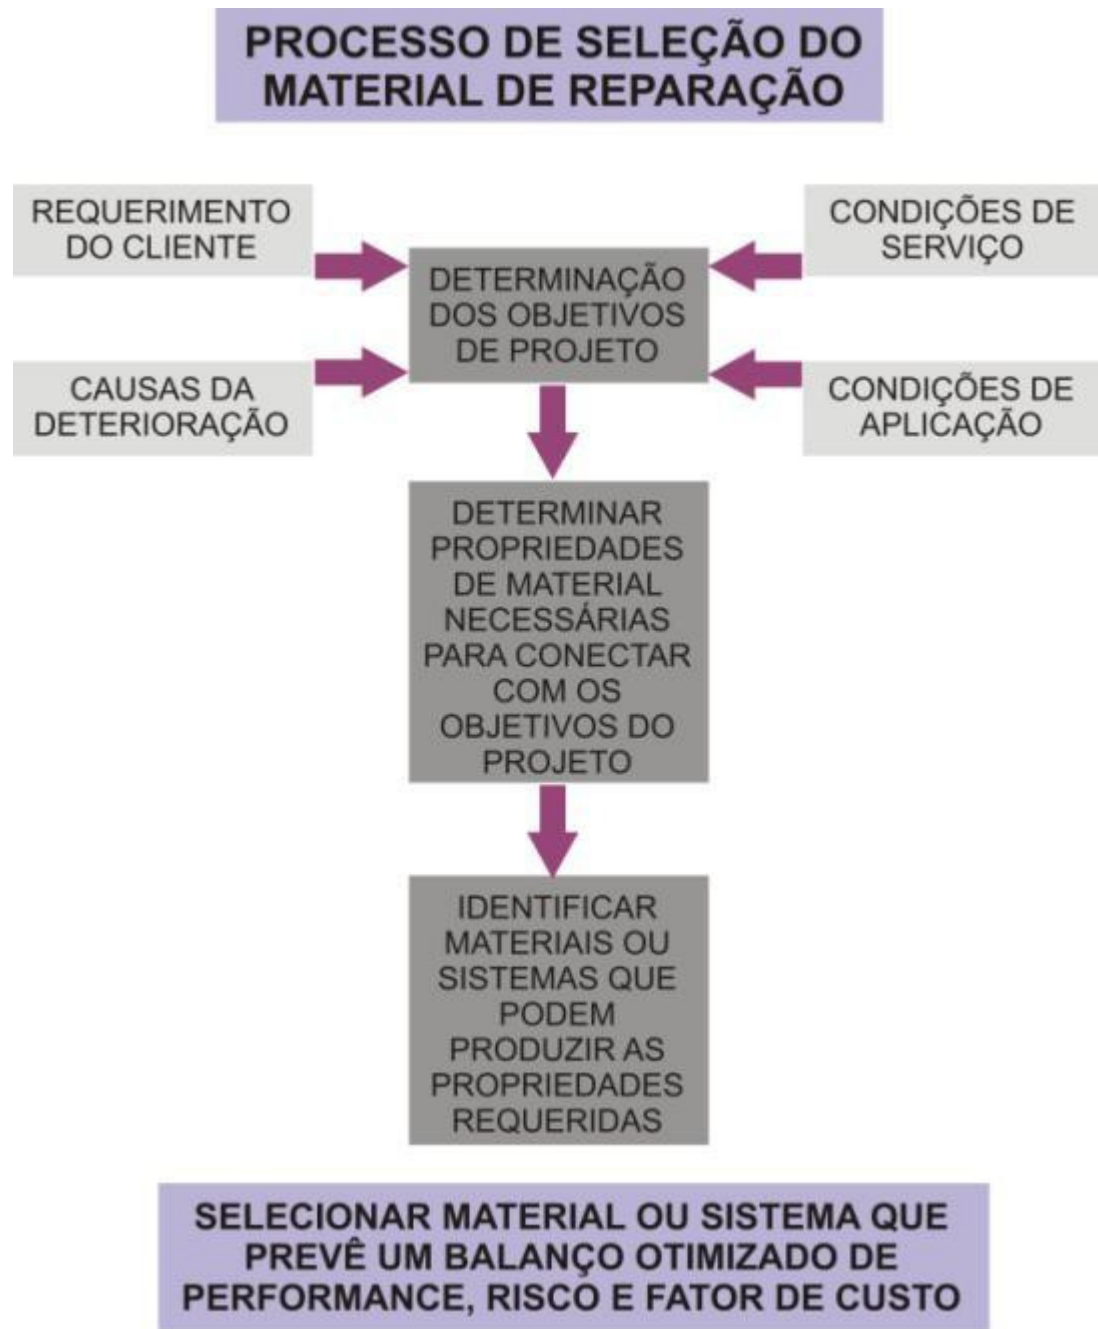 PROCESSO DE SELEÇÃO DO
MATERIAL DE REPARAÇÃO
REQUERIMENTO
DO CLIENTE
CONDIÇÕES DE
SERVIÇO
DETERMINAÇÃO
DOS OBJETIVOS
DE PROJETO
CAUSAS DA
DETERIORAÇÃO
CONDIÇÕES DE
APLICAÇÃO
DETERMINAR
PROPRIEDADES
DE MATERIAL
NECESSÁRIAS
PARA CONECTAR
COM OS
OBJETIVOS DO
PROJETO
IDENTIFICAR
MATERIAIS OU
SISTEMAS QUE
PODEM
PRODUZIR AS
PROPRIEDADES
REQUERIDAS
SELECIONAR MATERIAL OU SISTEMA QUE
PREVÊ UM BALANÇO OTIMIZADO DE
PERFORMANCE, RISCO E FATOR DE CUSTO